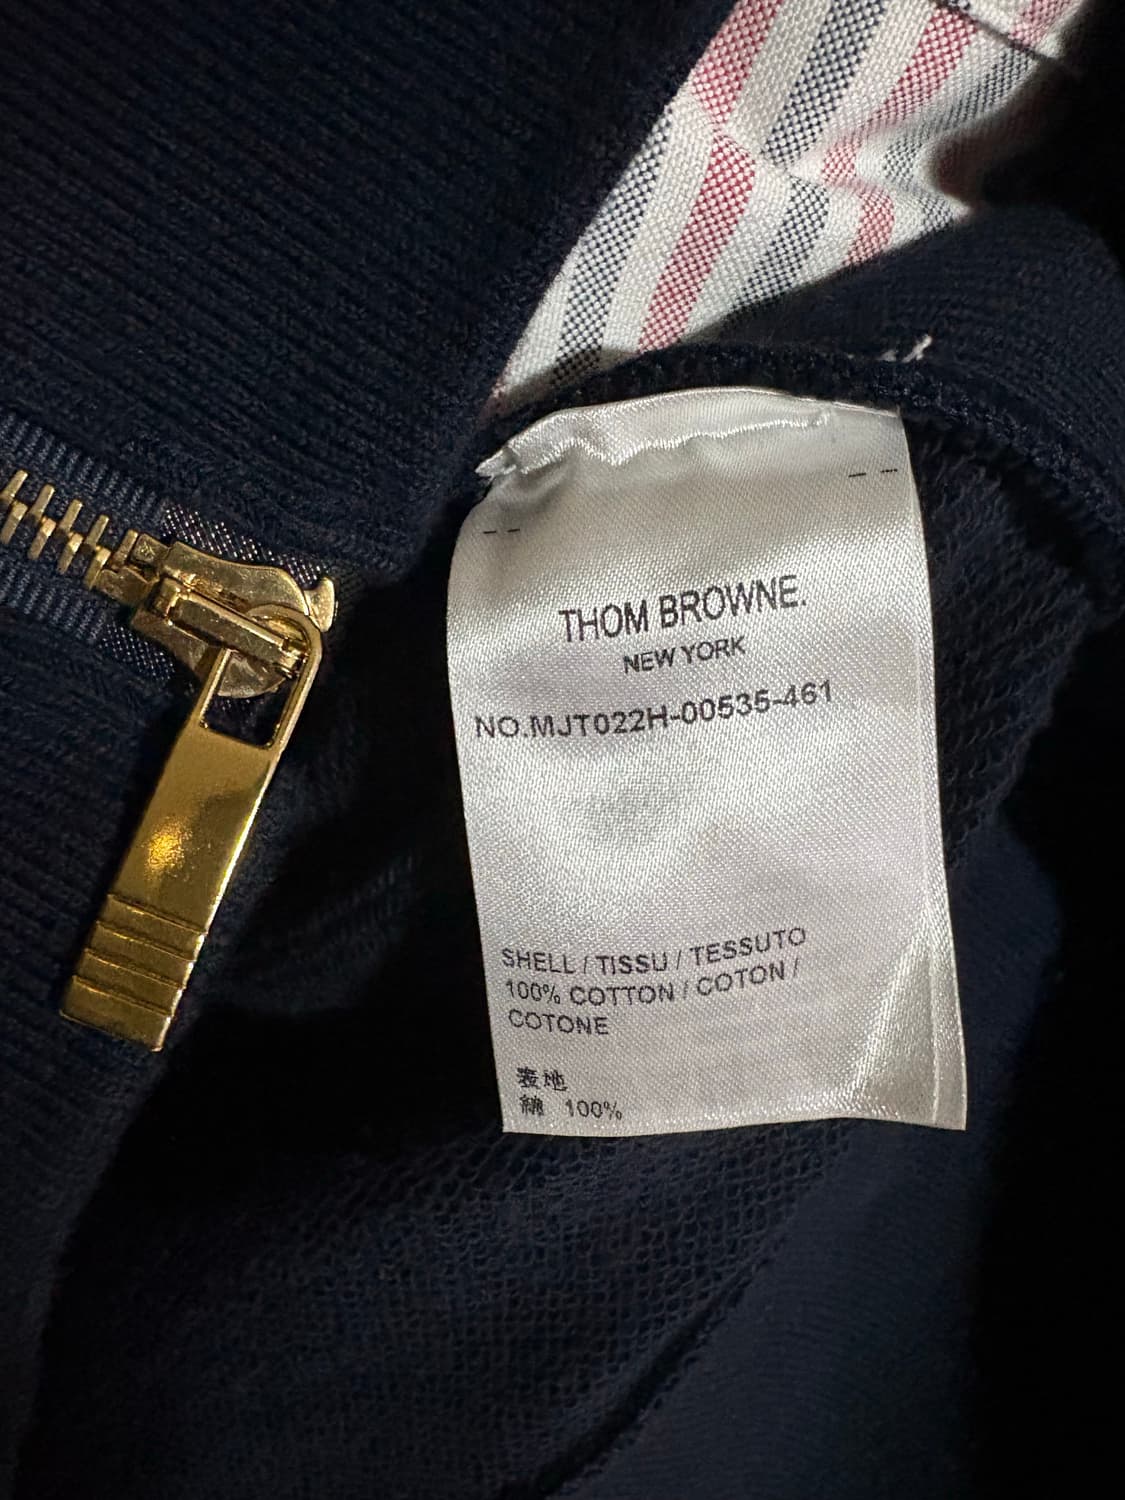 THOM BROWNE.
NEW YORK
NO.MJT022H-00535-461
SHELL / TISSU / TESSUTO
100% COTTON / COTON /
COTONE
表地
綿 100%